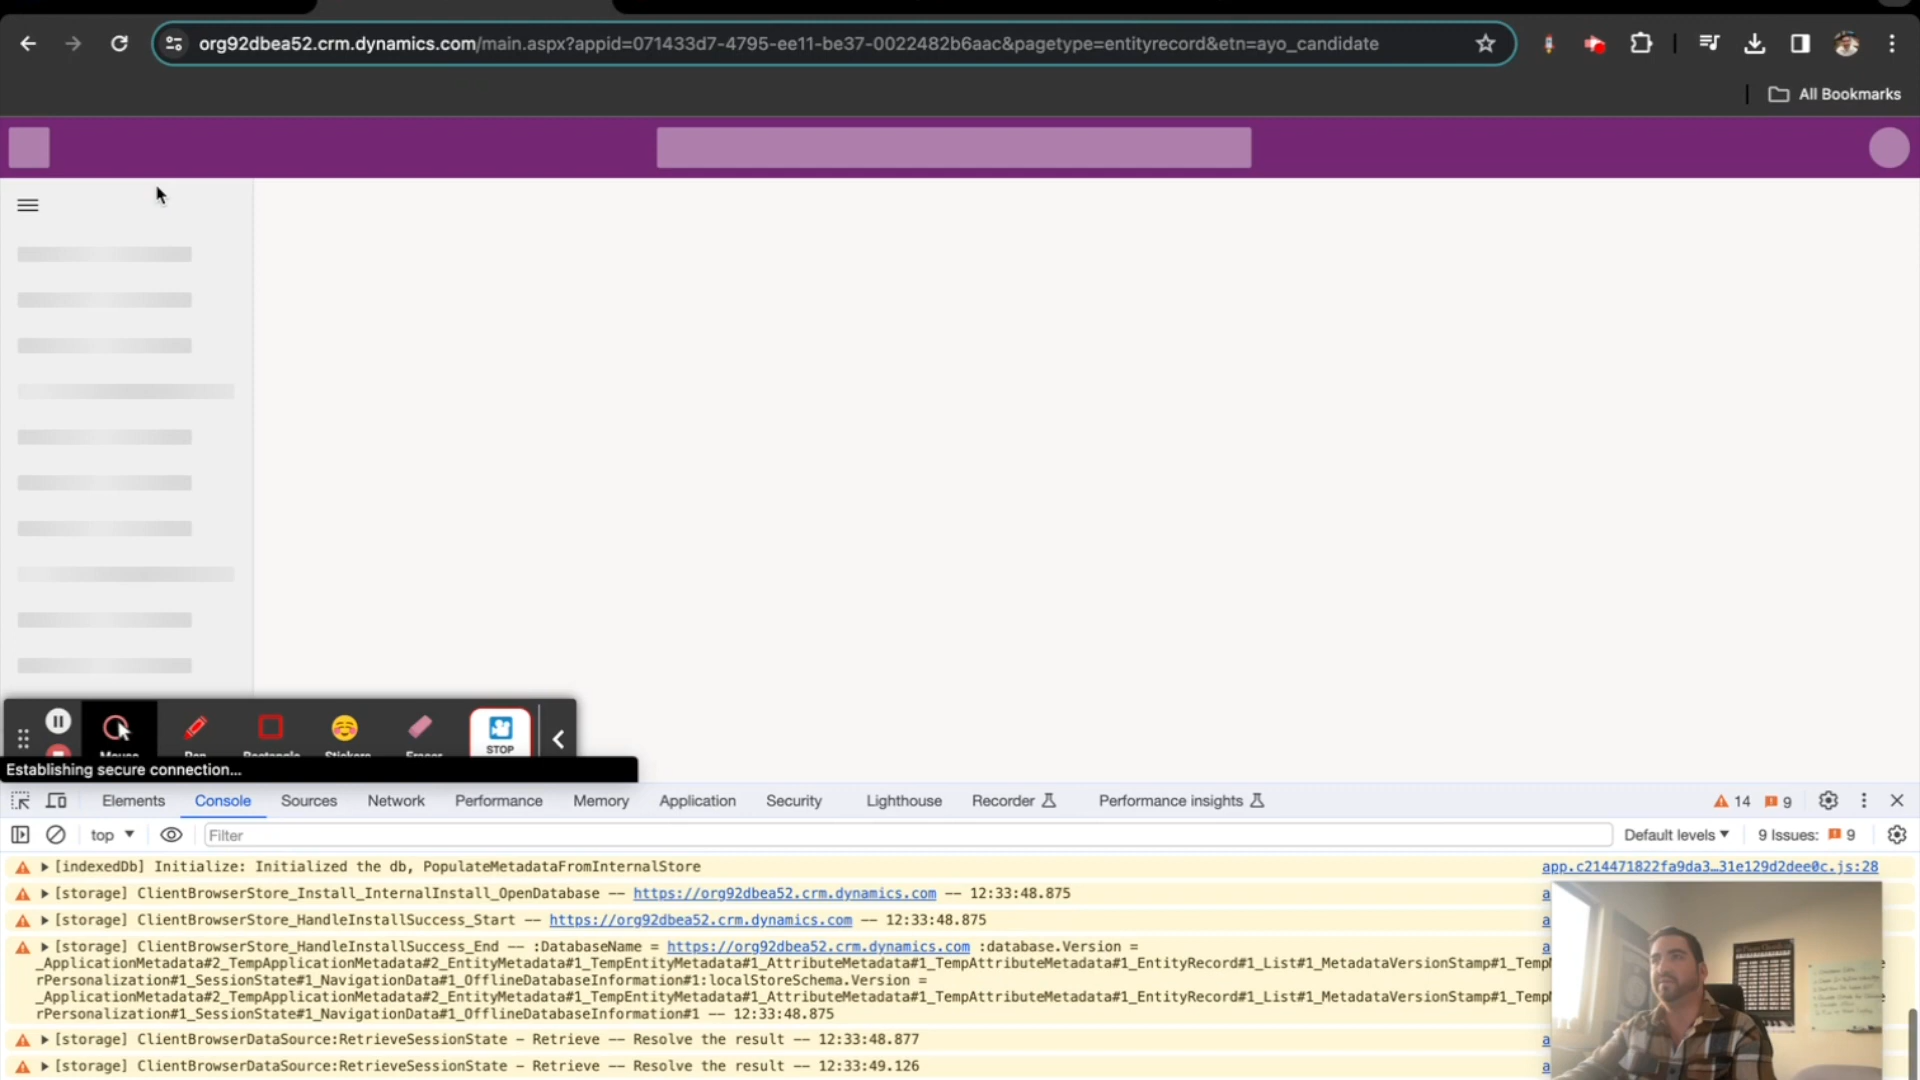 org92dbea52.crm.dynamics.com/main.aspx?appid=071433d7-4795-ee11-be37-0022482b6aac&pagetype=entityrecord&etn=ayo_candidate
All Bookmarks
Mouse Pen Rectangle Stickers Eraser STOP
Establishing secure connection...
Elements Console Sources Network Performance Memory Application Security Lighthouse Recorder Performance insights 14 9
top Filter Default levels 9 Issues: 9
[indexedDb] Initialize: Initialized the db, PopulateMetadataFromInternalStore app.c214471822fa9da3…31e129d2dee0c.js:28
[storage] ClientBrowserStore_Install_InternalInstall_OpenDatabase –– https://org92dbea52.crm.dynamics.com –– 12:33:48.875 a
[storage] ClientBrowserStore_HandleInstallSuccess_Start –– https://org92dbea52.crm.dynamics.com –– 12:33:48.875 a
[storage] ClientBrowserStore_HandleInstallSuccess_End –– :DatabaseName = https://org92dbea52.crm.dynamics.com :database.Version = a
_ApplicationMetadata#2_TempApplicationMetadata#2_EntityMetadata#1_TempEntityMetadata#1_AttributeMetadata#1_TempAttributeMetadata#1_EntityRecord#1_List#1_MetadataVersionStamp#1_TempM
rPersonalization#1_SessionState#1_NavigationData#1_OfflineDatabaseInformation#1:localStoreSchema.Version =
_ApplicationMetadata#2_TempApplicationMetadata#2_EntityMetadata#1_TempEntityMetadata#1_AttributeMetadata#1_TempAttributeMetadata#1_EntityRecord#1_List#1_MetadataVersionStamp#1_TempM
rPersonalization#1_SessionState#1_NavigationData#1_OfflineDatabaseInformation#1 –– 12:33:48.875
[storage] ClientBrowserDataSource:RetrieveSessionState – Retrieve –– Resolve the result –– 12:33:48.877 a
[storage] ClientBrowserDataSource:RetrieveSessionState – Retrieve –– Resolve the result –– 12:33:49.126 a